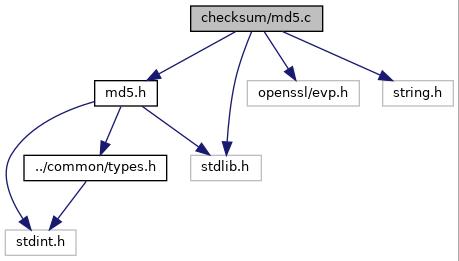 checksum/md5.c
md5.h
openssl/evp.h
string.h
../common/types.h
stdlib.h
stdint.h